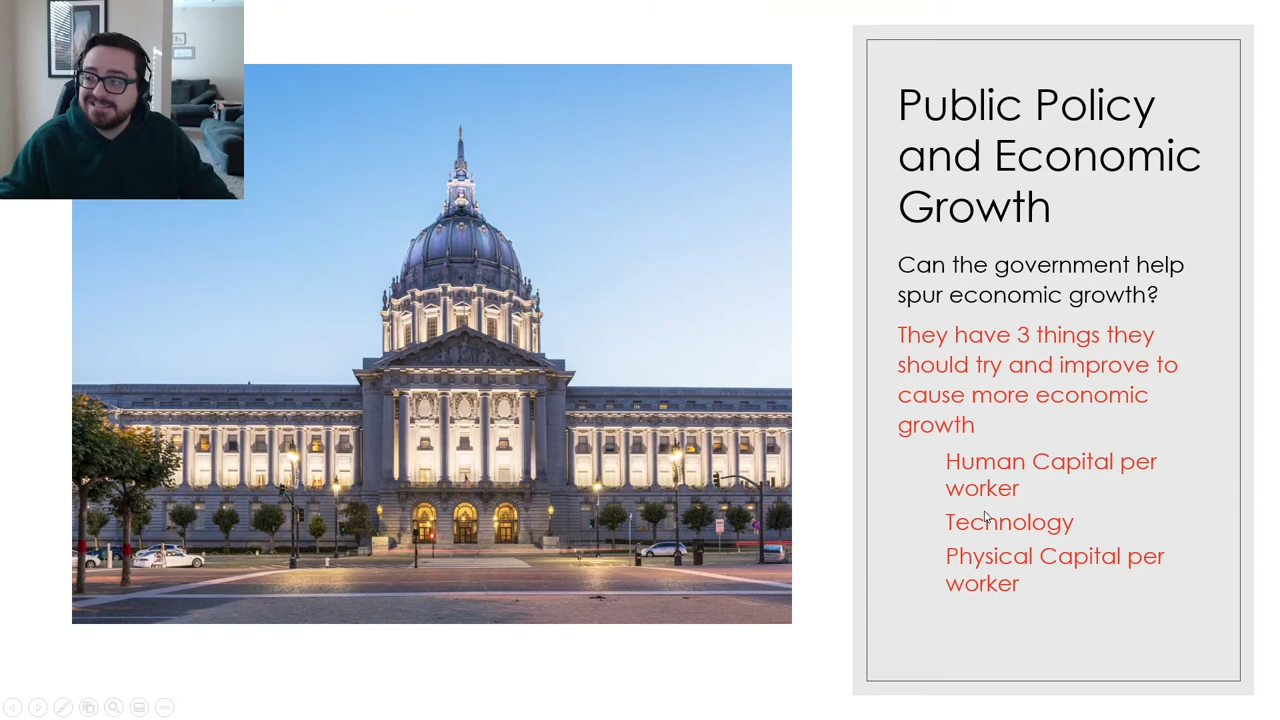 Public Policy
and Economic
Growth
Can the government help
spur economic growth?
They have 3 things they
should try and improve to
cause more economic
growth
Human Capital per
worker
Technology
Physical Capital per
worker